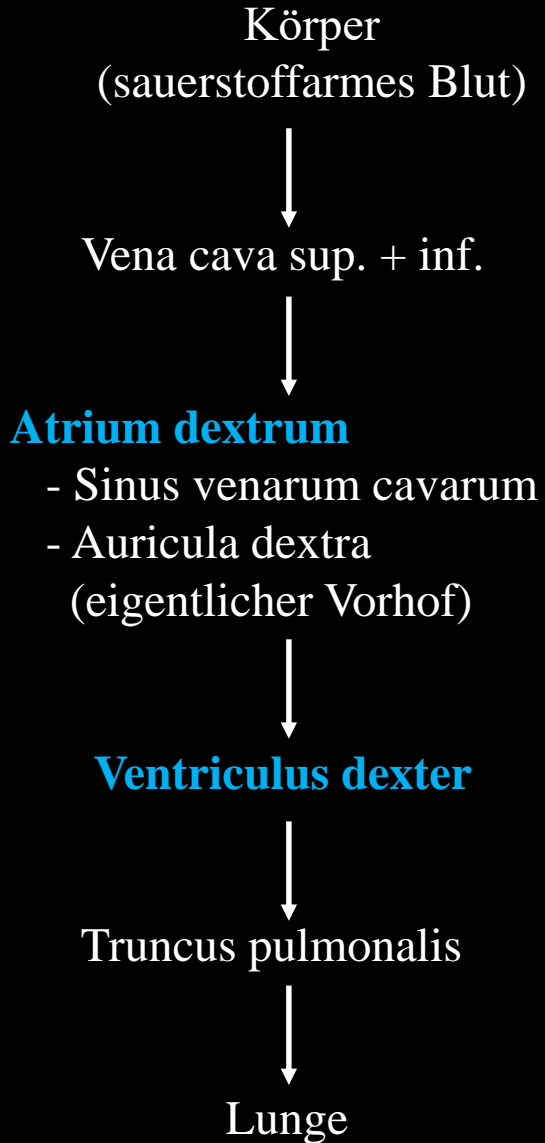 Körper
(sauerstoffarmes Blut)
Vena cava sup. + inf.
Atrium dextrum
- Sinus venarum cavarum
- Auricula dextra
(eigentlicher Vorhof)
Ventriculus dexter
Truncus pulmonalis
Lunge